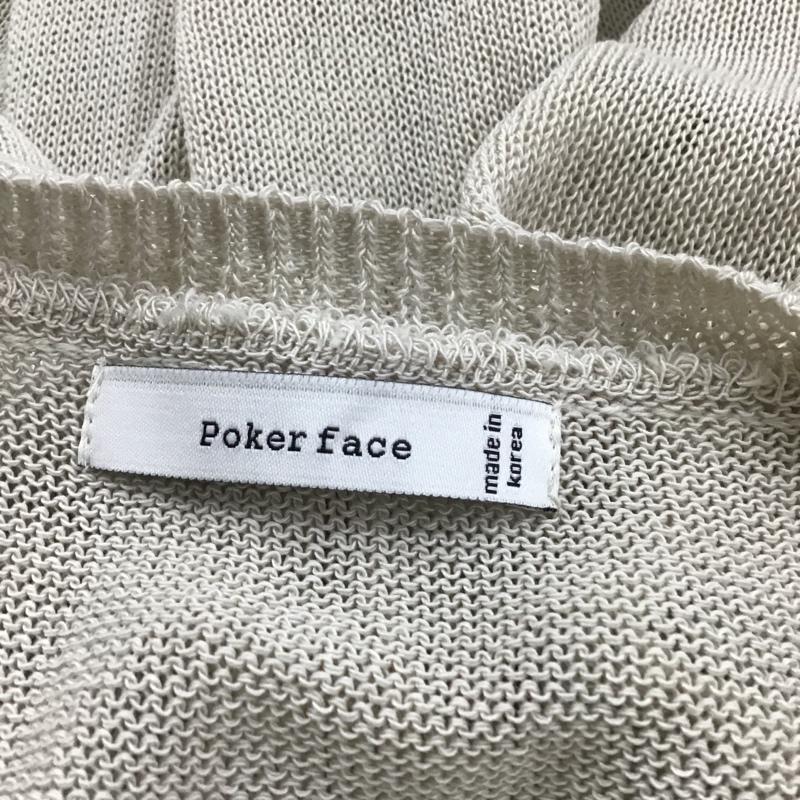 Poker face
made in
korea